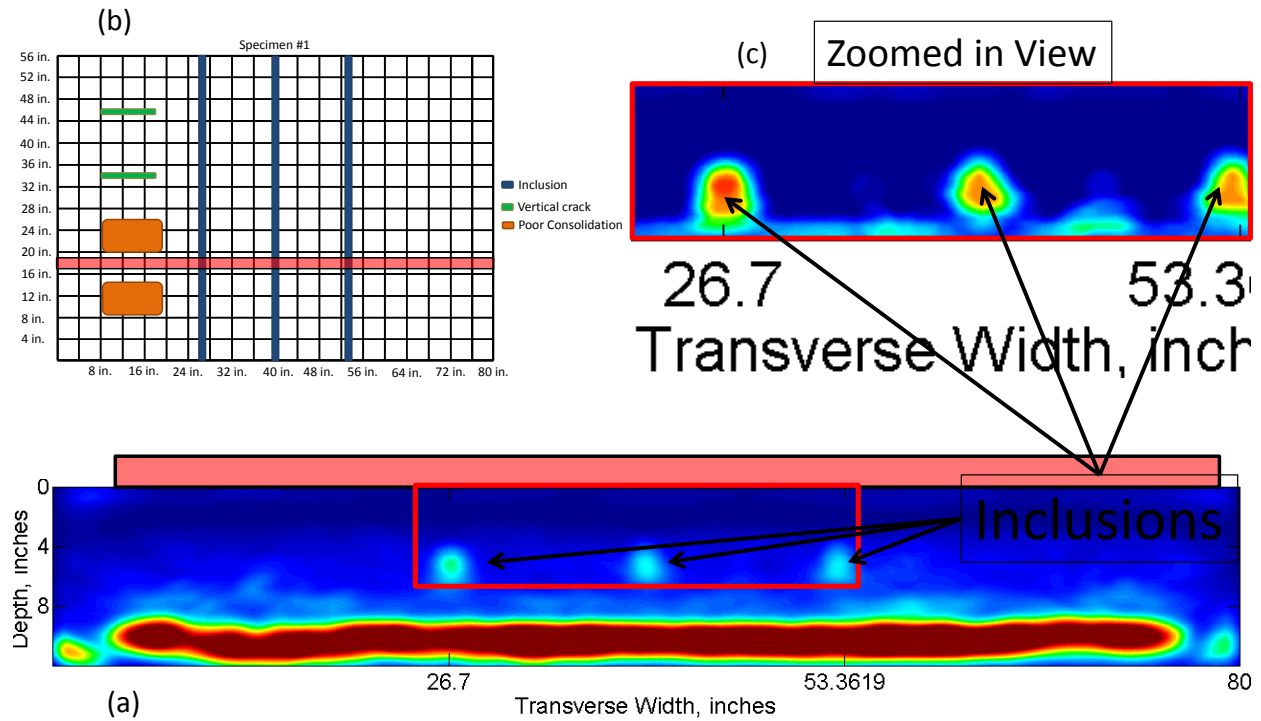 (b)
Specimen #1
56 in.
52 in.
48 in.
44 in.
40 in.
36 in.
32 in.
28 in.
24 in.
20 in.
16 in.
12 in.
8 in.
4 in.
8 in. 16 in. 24 in. 32 in. 40 in. 48 in. 56 in. 64 in. 72 in. 80 in.
Inclusion
Vertical crack
Poor Consolidation
(c)
Zoomed in View
26.7 53.3
Transverse Width, inch
Inclusions
0
4
8
Depth, inches
26.7 53.3619 80
Transverse Width, inches
(a)